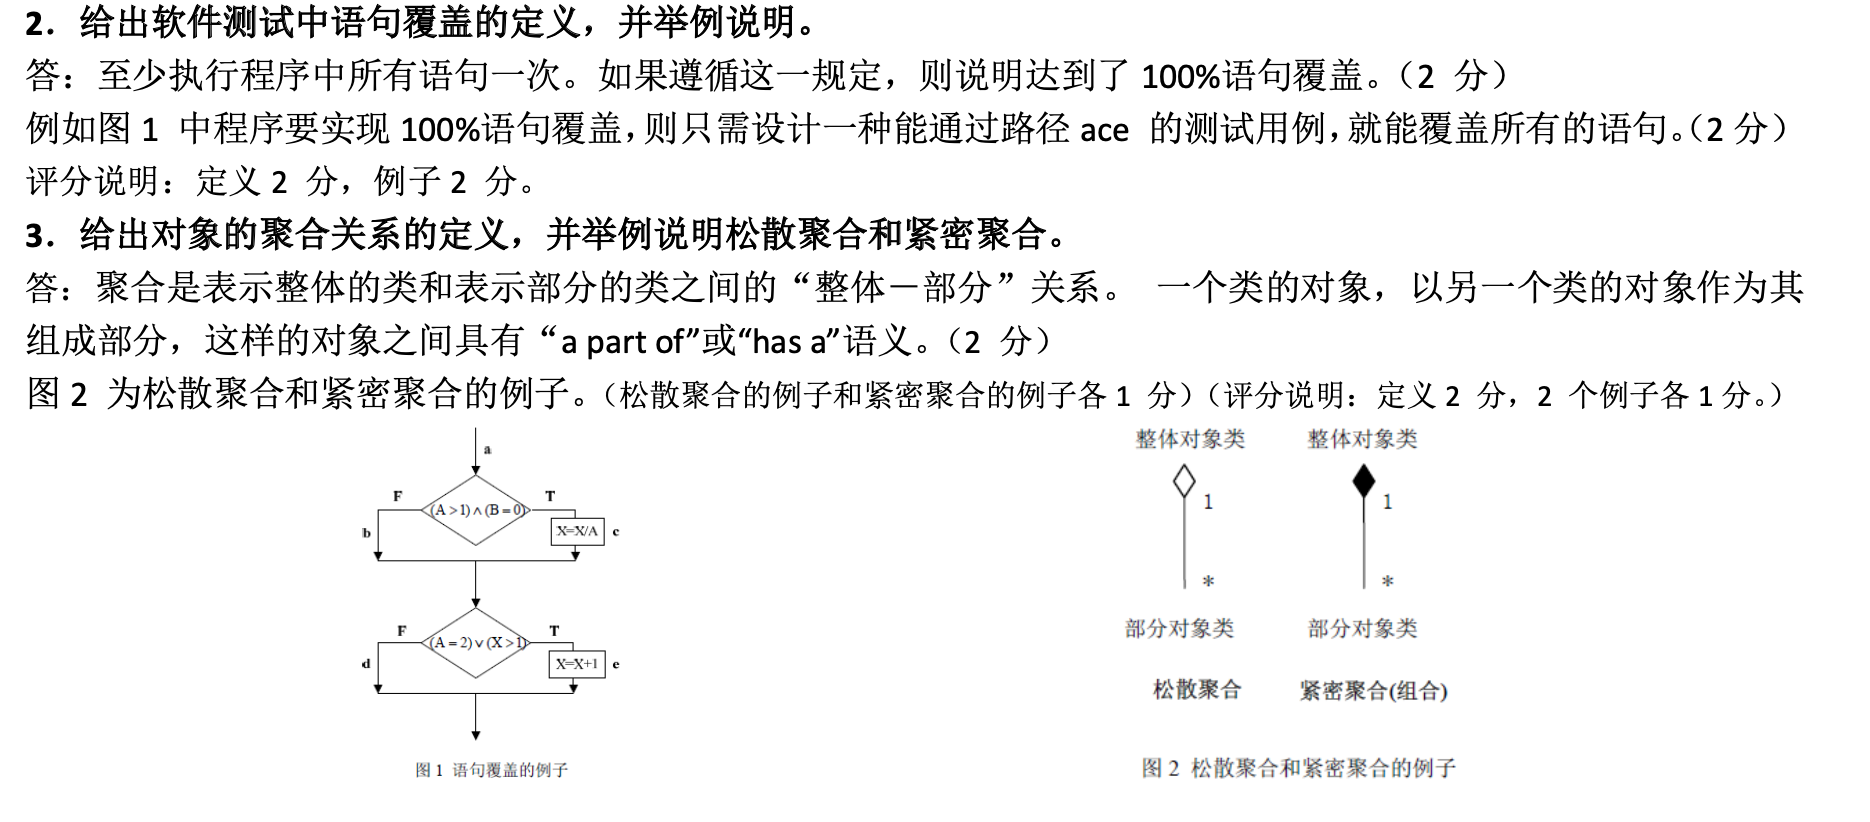 2．给出软件测试中语句覆盖的定义，并举例说明。
答：至少执行程序中所有语句一次。如果遵循这一规定，则说明达到了 100%语句覆盖。（2 分）
例如图 1 中程序要实现 100%语句覆盖，则只需设计一种能通过路径 ace 的测试用例，就能覆盖所有的语句。（2 分）
评分说明：定义 2 分，例子 2 分。
3．给出对象的聚合关系的定义，并举例说明松散聚合和紧密聚合。
答：聚合是表示整体的类和表示部分的类之间的“整体－部分”关系。 一个类的对象，以另一个类的对象作为其
组成部分，这样的对象之间具有“a part of”或“has a”语义。（2 分）
图 2 为松散聚合和紧密聚合的例子。（松散聚合的例子和紧密聚合的例子各 1 分）（评分说明：定义 2 分，2 个例子各 1 分。）
a
F
T
(A>1)∧(B=0)
b
X=X/A
c
F
T
(A=2)∨(X>1)
d
X=X+1
e
图 1 语句覆盖的例子
整体对象类 整体对象类
1 1
* *
部分对象类 部分对象类
松散聚合 紧密聚合(组合)
图 2 松散聚合和紧密聚合的例子